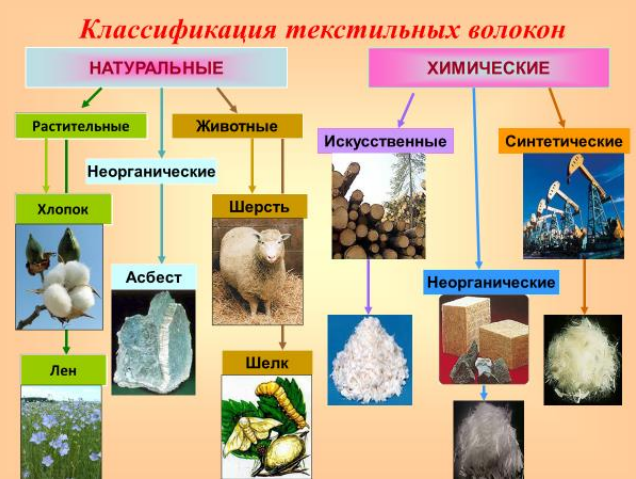 Классификация текстильных волокон
НАТУРАЛЬНЫЕ
ХИМИЧЕСКИЕ
Растительные
Животные
Искусственные
Синтетические
Неорганические
Хлопок
Шерсть
Асбест
Неорганические
Лен
Шелк